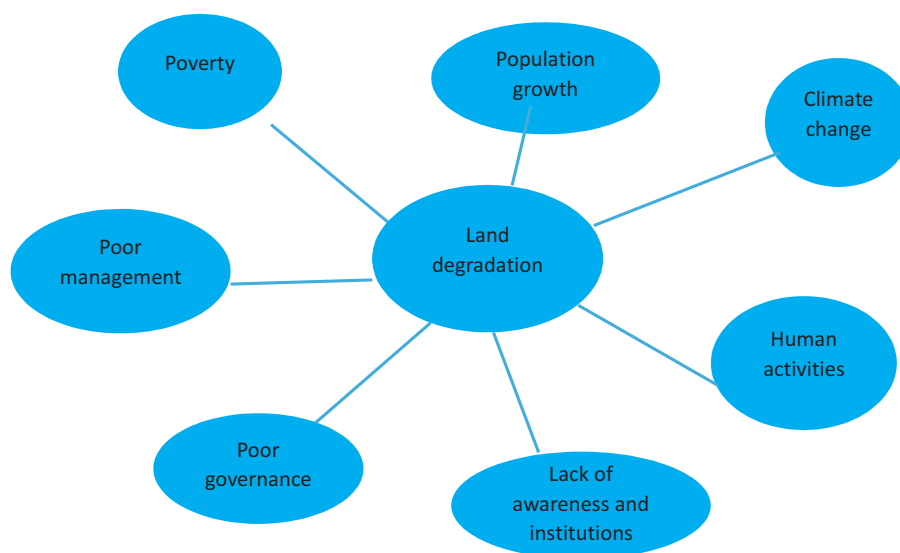 Poverty
Population
growth
Climate
change
Poor
management
Land
degradation
Human
activities
Poor
governance
Lack of
awareness and
institutions